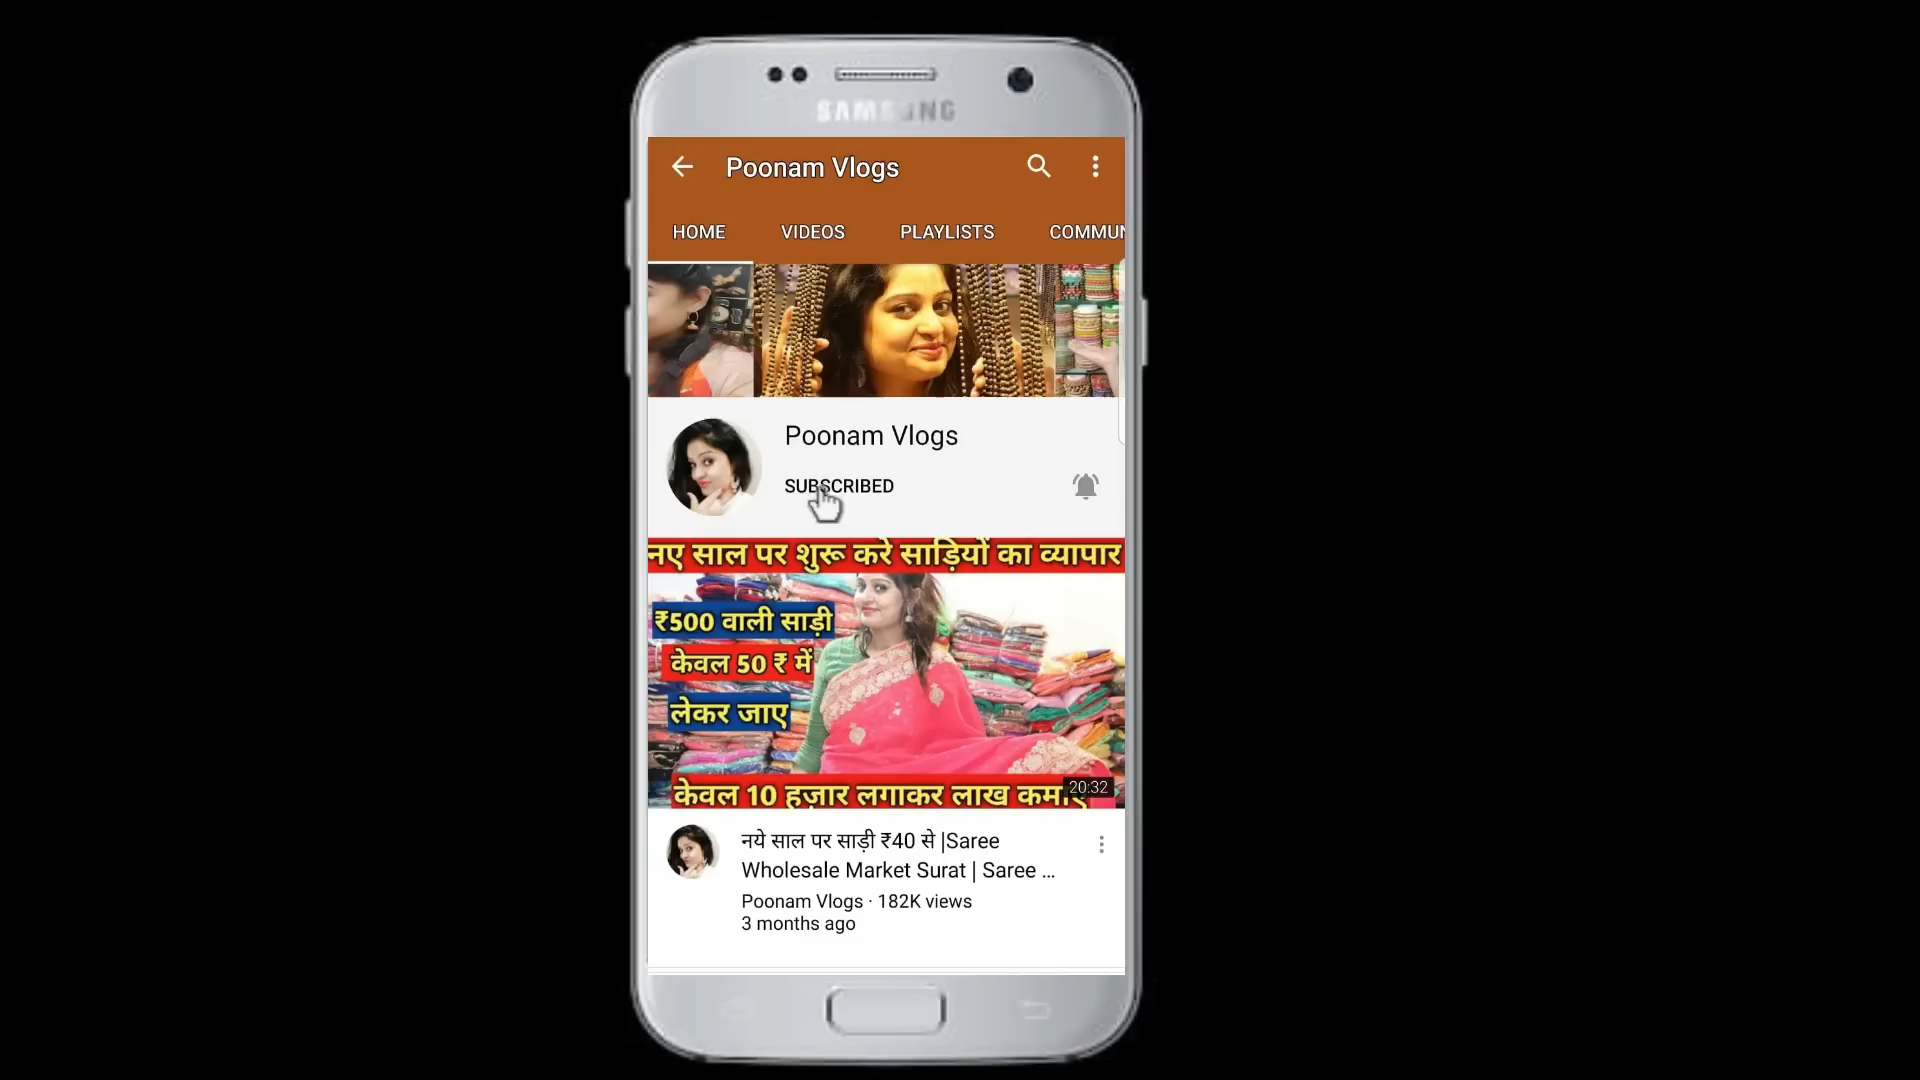 SAMSUNG
Poonam Vlogs
HOME VIDEOS PLAYLISTS COMMUN
Poonam Vlogs
SUBSCRIBED
नए साल पर शुरू करे साड़ियों का व्यापार
₹500 वाली साड़ी
केवल 50 ₹ में
लेकर जाए
केवल 10 हज़ार लगाकर लाख कमाए
20:32
नये साल पर साड़ी ₹40 से |Saree
Wholesale Market Surat | Saree ...
Poonam Vlogs · 182K views
3 months ago